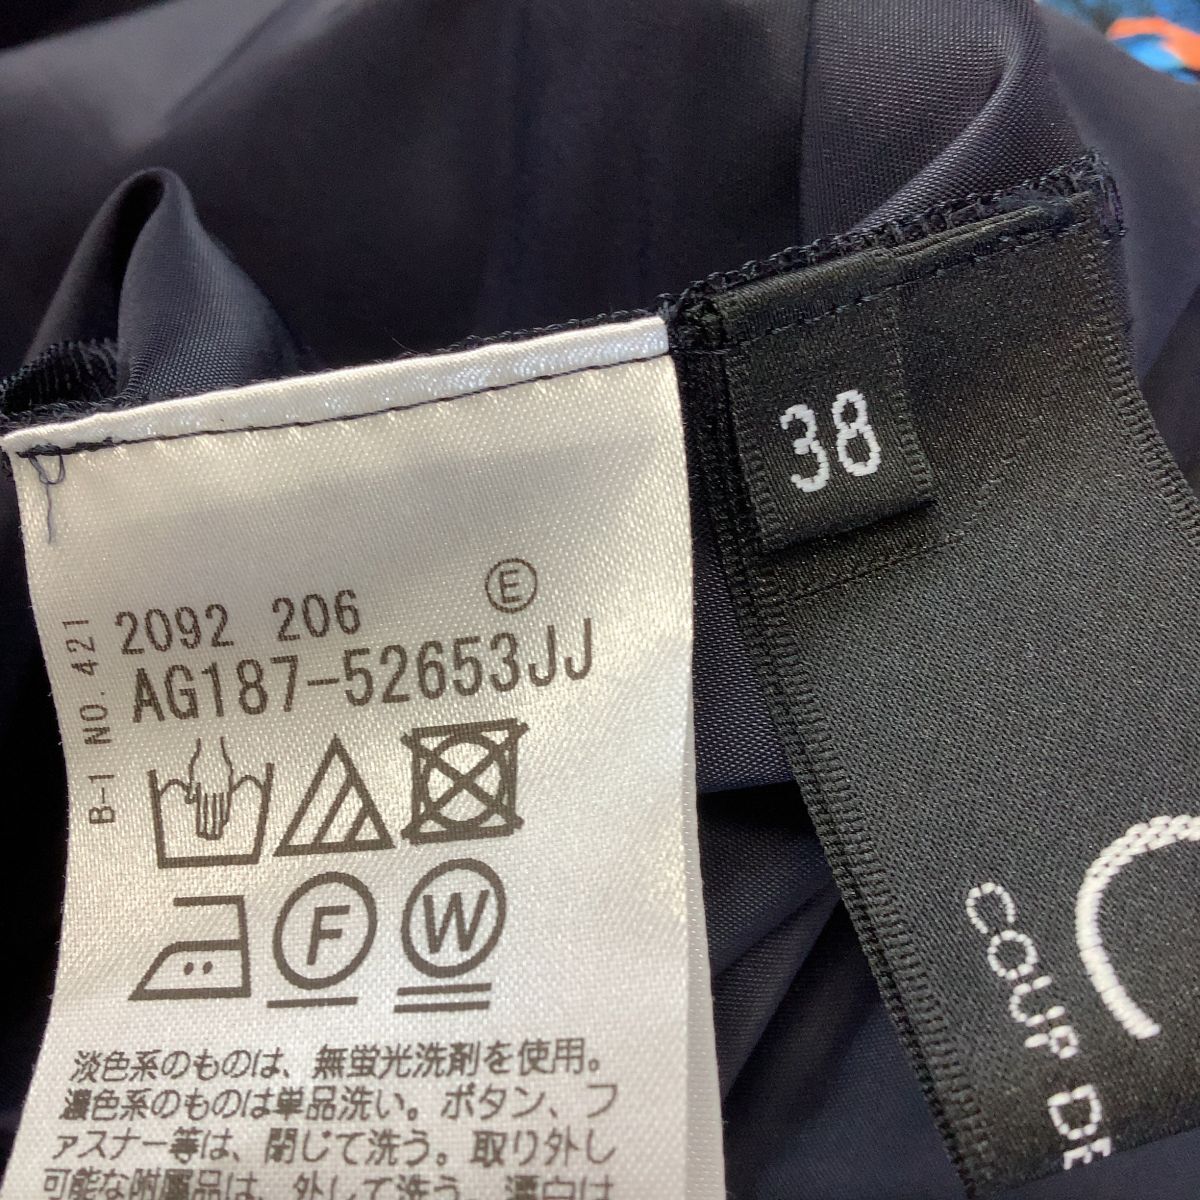 38
COUP DE
B-1 NO.421
2092 206 E
AG187-52653JJ
F W
淡色系のものは、無蛍光洗剤を使用。
濃色系のものは単品洗い。ボタン、フ
ァスナー等は、閉じて洗う。取り外し
可能な附属品は、外して洗う。漂白は